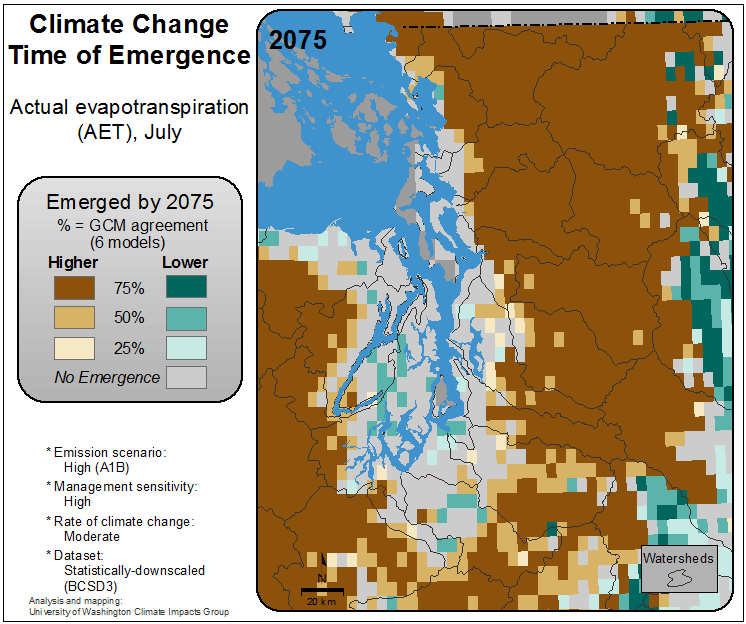 Climate Change
Time of Emergence
Actual evapotranspiration
(AET), July
Emerged by 2075
% = GCM agreement
(6 models)
Higher
Lower
75%
50%
25%
No Emergence
* Emission scenario:
High (A1B)
* Management sensitivity:
High
* Rate of climate change:
Moderate
* Dataset:
Statistically-downscaled
(BCSD3)
Analysis and mapping:
University of Washington Climate Impacts Group
2075
N
20 km
Watersheds